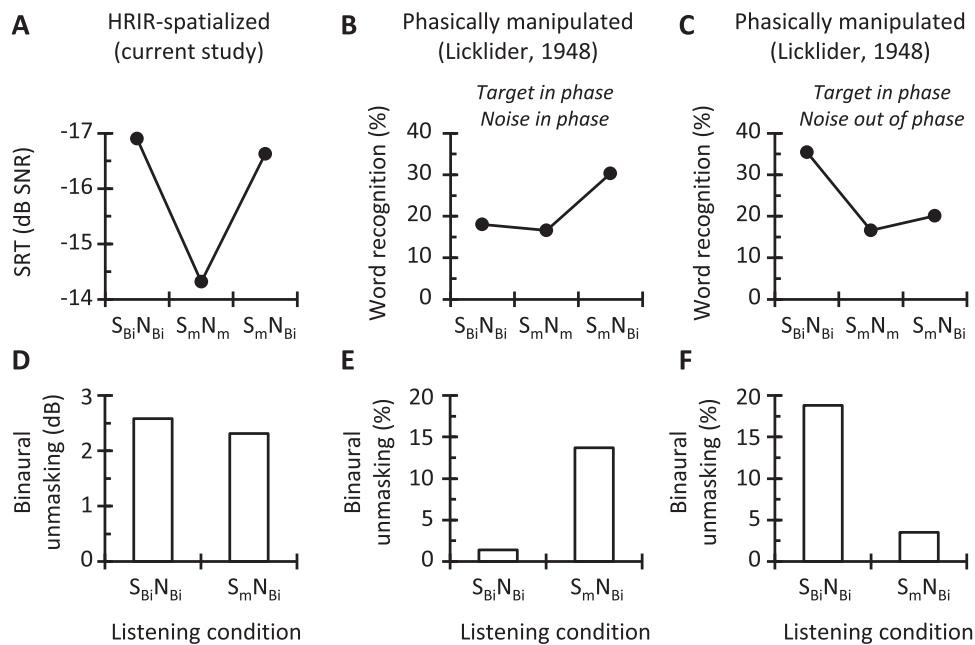 A
HRIR-spatialized
(current study)
SRT (dB SNR)
-17
-16
-15
-14
SBiNBi SmNm SmNBi
B
Phasically manipulated
(Licklider, 1948)
Target in phase
Noise in phase
Word recognition (%)
40
30
20
10
0
SBiNBi SmNm SmNBi
C
Phasically manipulated
(Licklider, 1948)
Target in phase
Noise out of phase
Word recognition (%)
40
30
20
10
0
SBiNBi SmNm SmNBi
D
Binaural
unmasking (dB)
3
2
1
0
SBiNBi SmNBi
Listening condition
E
Binaural
unmasking (%)
20
15
10
5
0
SBiNBi SmNBi
Listening condition
F
Binaural
unmasking (%)
20
15
10
5
0
SBiNBi SmNBi
Listening condition